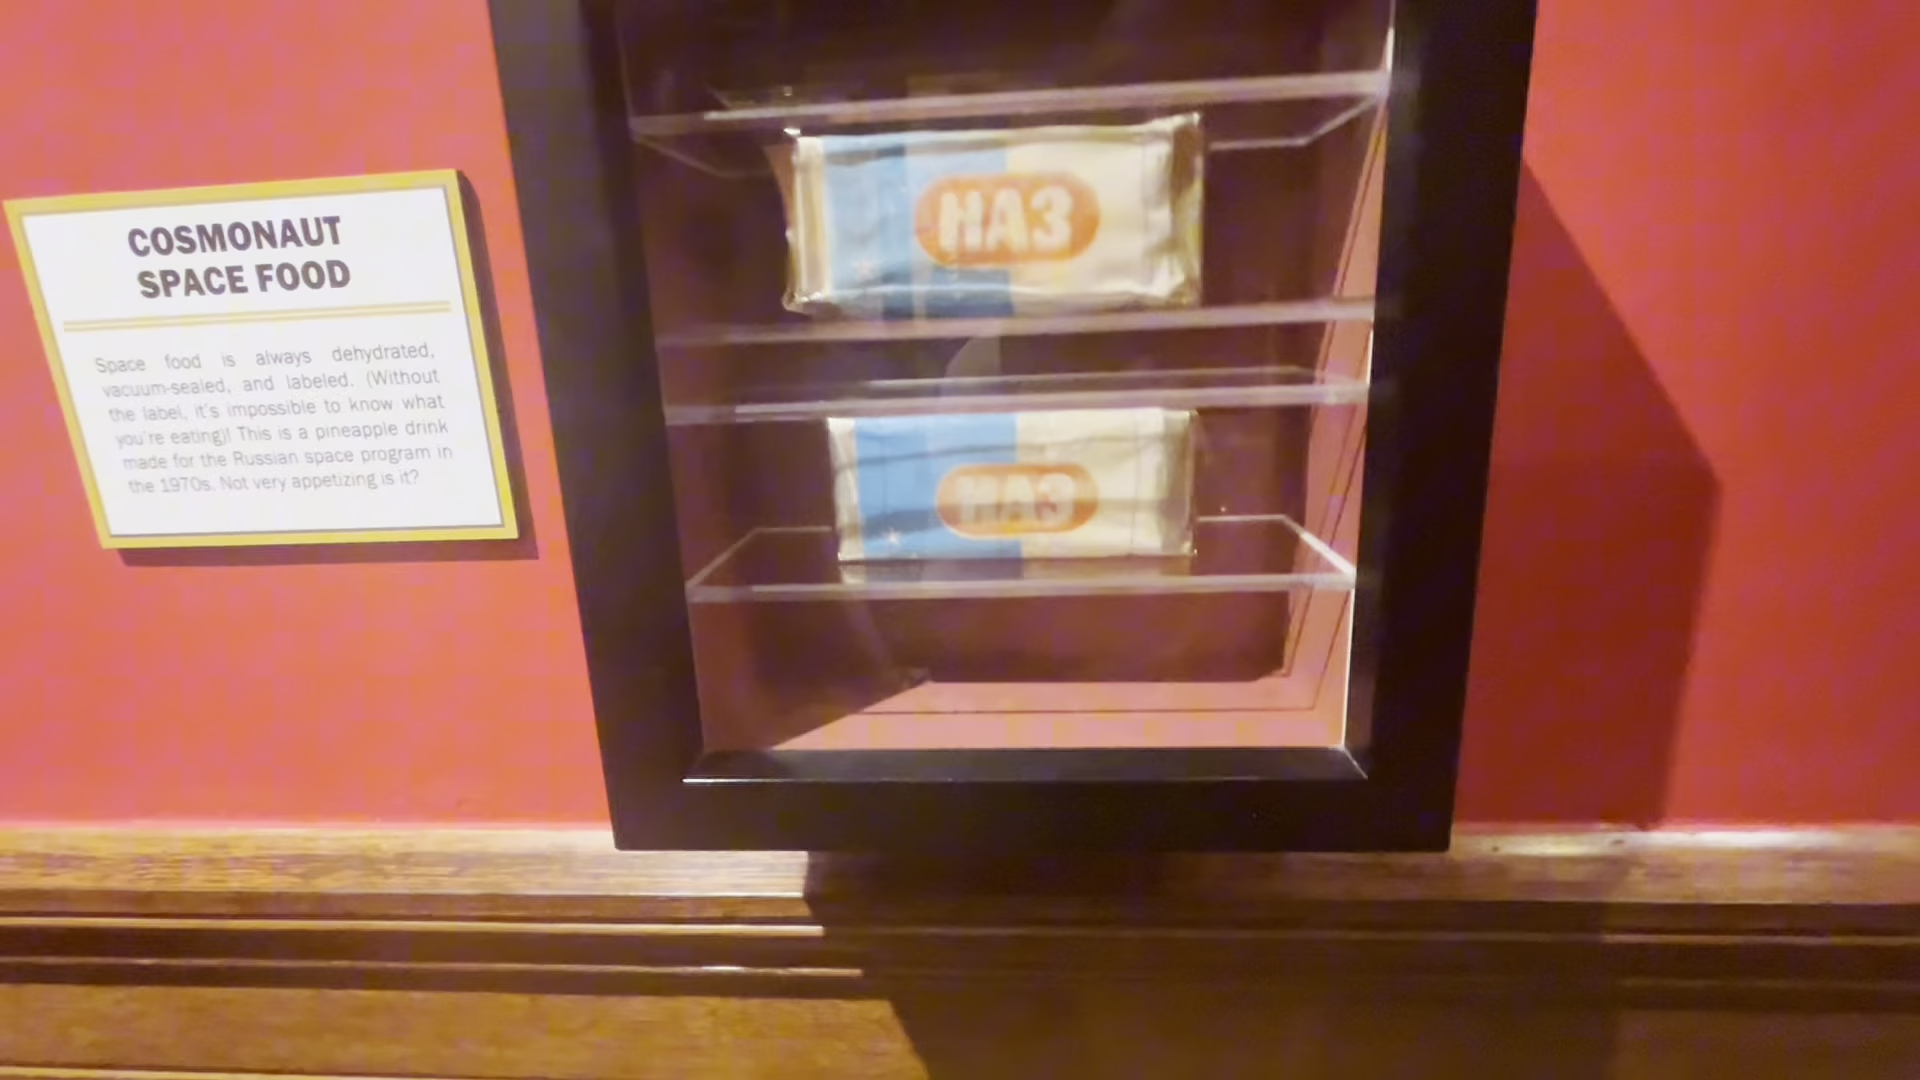 COSMONAUT
SPACE FOOD
Space food is always dehydrated,
vacuum-sealed, and labeled. (Without
the label, it's impossible to know what
you're eating)! This is a pineapple drink
made for the Russian space program in
the 1970s. Not very appetizing is it?
НАЗ
НАЗ